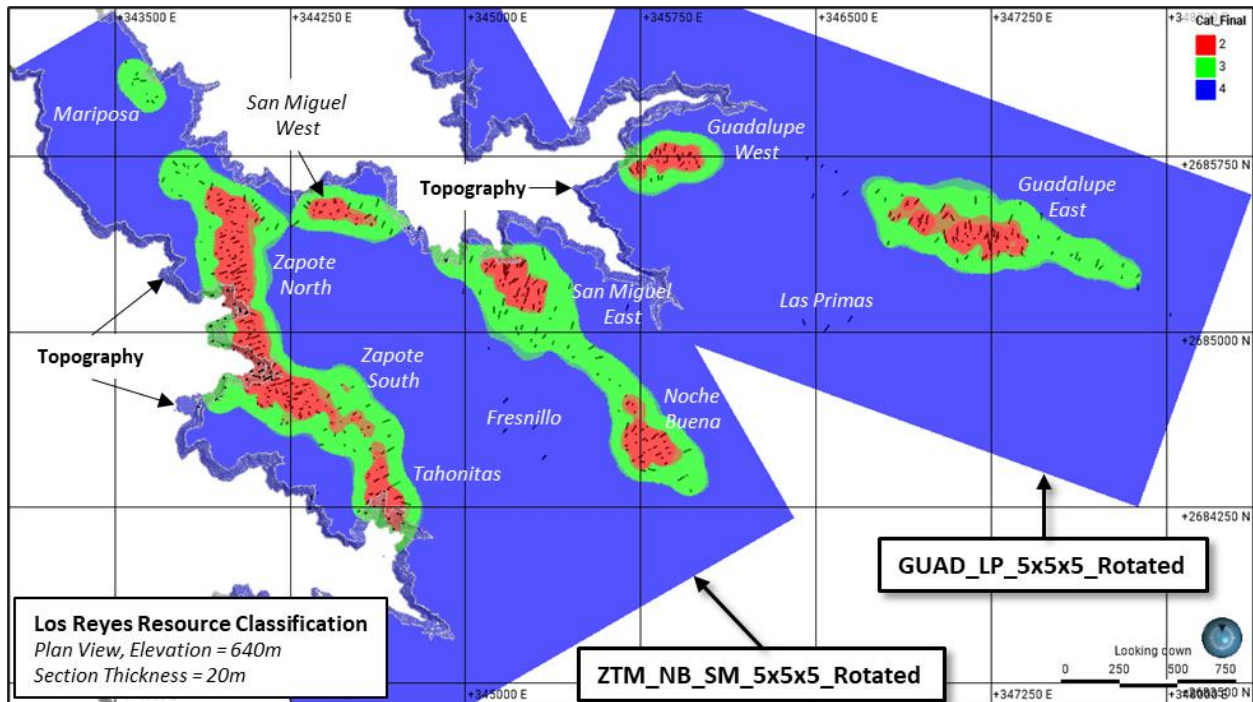 +343500 E
+344250 E
+345000 E
+345750 E
+346500 E
+347250 E
Cat_Final
2
3
4
Mariposa
San Miguel
West
Guadalupe
West
+2685750 N
Topography
Guadalupe
East
Zapote
North
San Miguel
East
Las Primas
+2685000 N
Topography
Zapote
South
Noche
Buena
Fresnillo
Tahonitas
+2684250 N
GUAD_LP_5x5x5_Rotated
Los Reyes Resource Classification
Plan View, Elevation = 640m
Section Thickness = 20m
ZTM_NB_SM_5x5x5_Rotated
Looking down
0 250 500 750
+345000 E
+347250 E